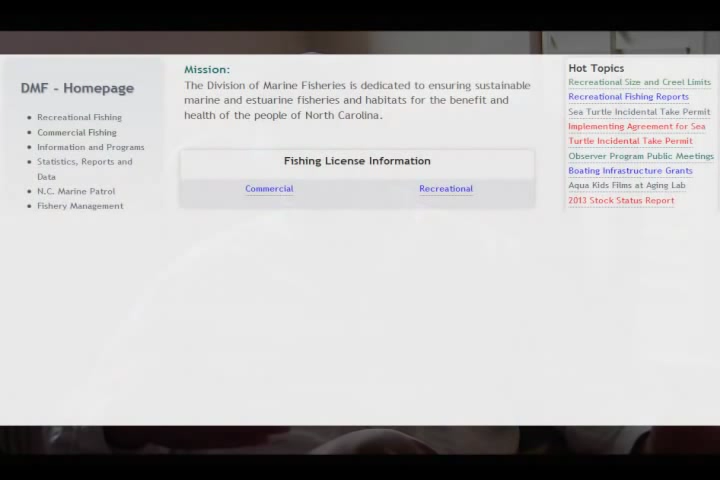 DMF - Homepage
Recreational Fishing
Commercial Fishing
Information and Programs
Statistics, Reports and
Data
N.C. Marine Patrol
Fishery Management
Mission:
The Division of Marine Fisheries is dedicated to ensuring sustainable
marine and estuarine fisheries and habitats for the benefit and
health of the people of North Carolina.
Fishing License Information
Commercial
Recreational
Hot Topics
Recreational Size and Creel Limits
Recreational Fishing Reports
Sea Turtle Incidental Take Permit
Implementing Agreement for Sea
Turtle Incidental Take Permit
Observer Program Public Meetings
Boating Infrastructure Grants
Aqua Kids Films at Aging Lab
2013 Stock Status Report